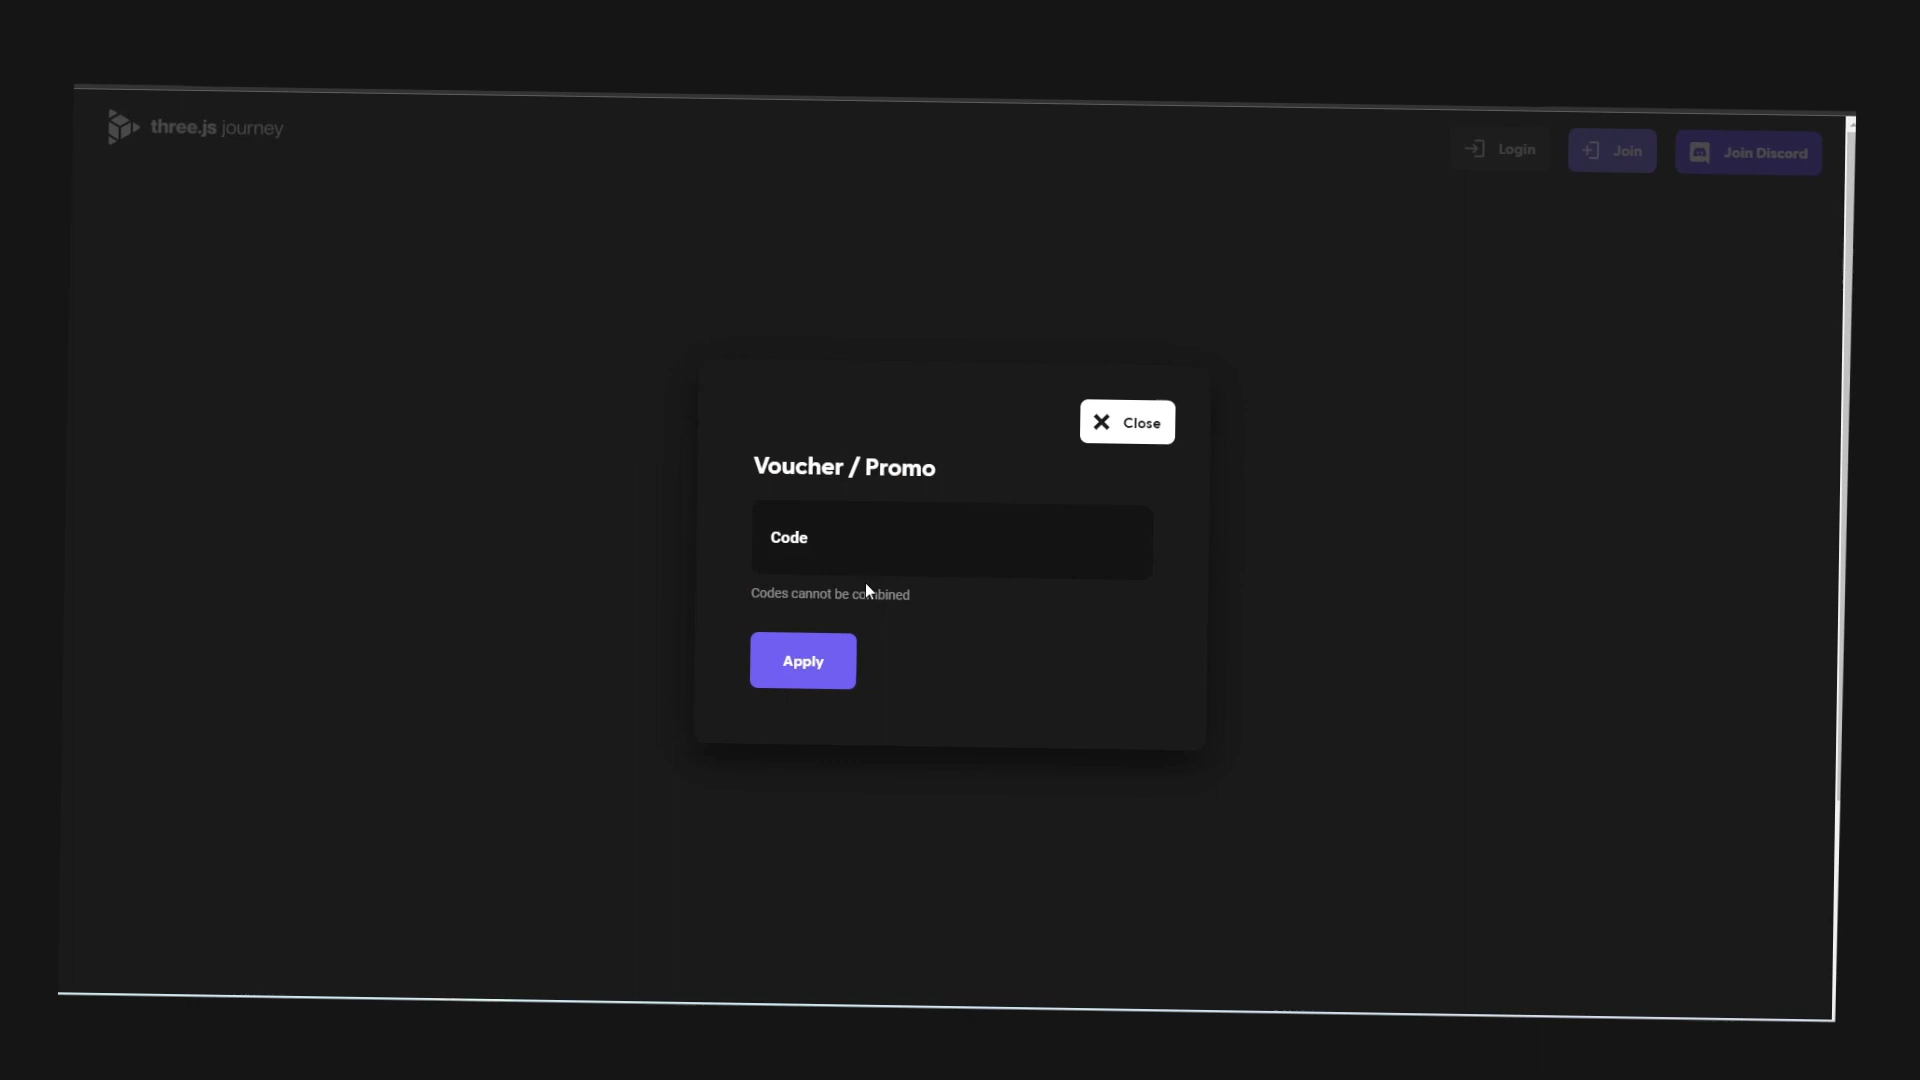 three.js journey
Login
Join
Join Discord
Close
Voucher / Promo
Code
Codes cannot be combined
Apply